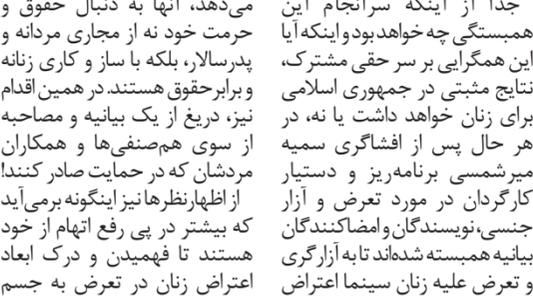 جدا از اینکه سرانجام این
همبستگی چه خواهد بود و اینکه آیا
این همگرایی بر سر حقی مشترک،
نتایج مثبتی در جمهوری اسلامی
برای زنان خواهد داشت یا نه، در
هر حال پس از افشاگری سمیه
میرشمسی برنامه‌ریز و دستیار
کارگردان در مورد تعرض و آزار
جنسی، نویسندگان و امضاکنندگان
بیانیه همبسته شده‌اند تا به آزارگری
و تعرض علیه زنان سینما اعتراض
می‌دهد، آنها به دنبال حقوق و
حرمت خود نه از مجاری مردانه و
پدرسالار، بلکه با ساز و کاری زنانه
و برابرحقوق هستند. در همین اقدام
نیز، دریغ از یک بیانیه و مصاحبه
از سوی هم‌صنفی‌ها و همکاران
مردشان که در حمایت صادر کنند!
از اظهارنظرها نیز اینگونه برمی‌آید
که بیشتر در پی رفع اتهام از خود
هستند تا فهمیدن و درک ابعاد
اعتراض زنان در تعرض به جسم